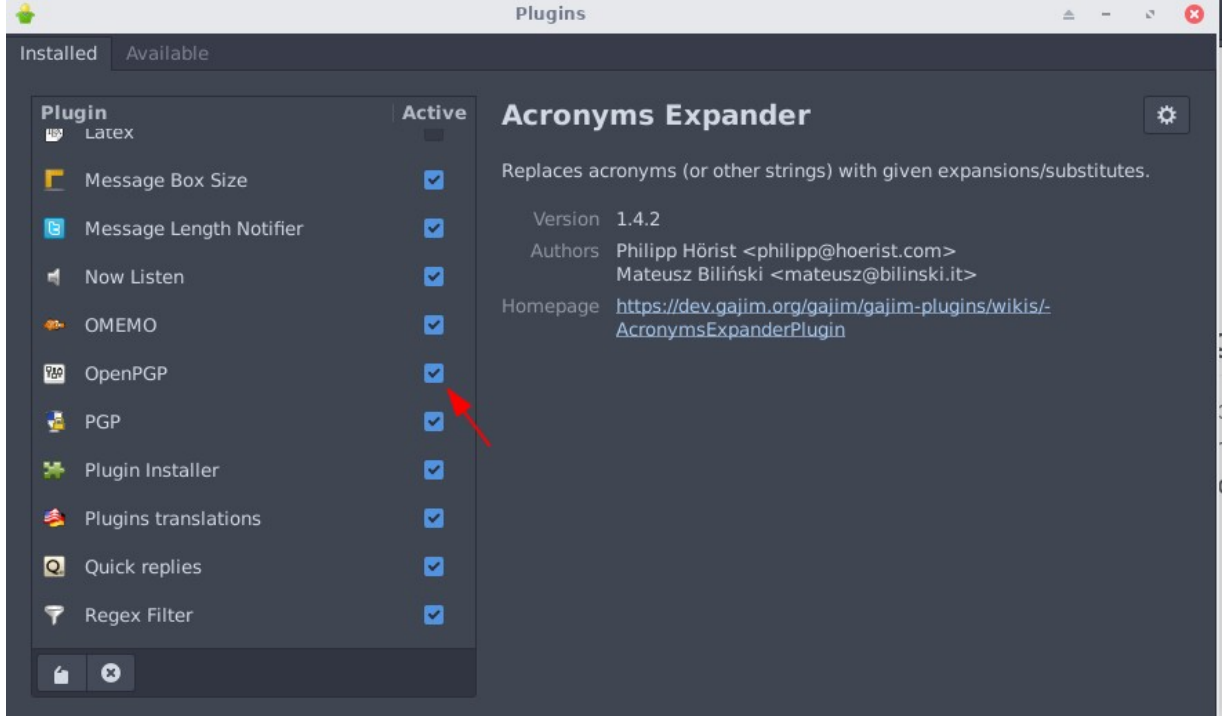 Plugins
Installed
Available
Plugin
Active
Latex
Message Box Size
Message Length Notifier
Now Listen
OMEMO
OpenPGP
PGP
Plugin Installer
Plugins translations
Quick replies
Regex Filter
Acronyms Expander
Replaces acronyms (or other strings) with given expansions/substitutes.
Version 1.4.2
Authors Philipp Hörist <philipp@hoerist.com>
Mateusz Biliński <mateusz@bilinski.it>
Homepage https://dev.gajim.org/gajim/gajim-plugins/wikis/-
AcronymsExpanderPlugin